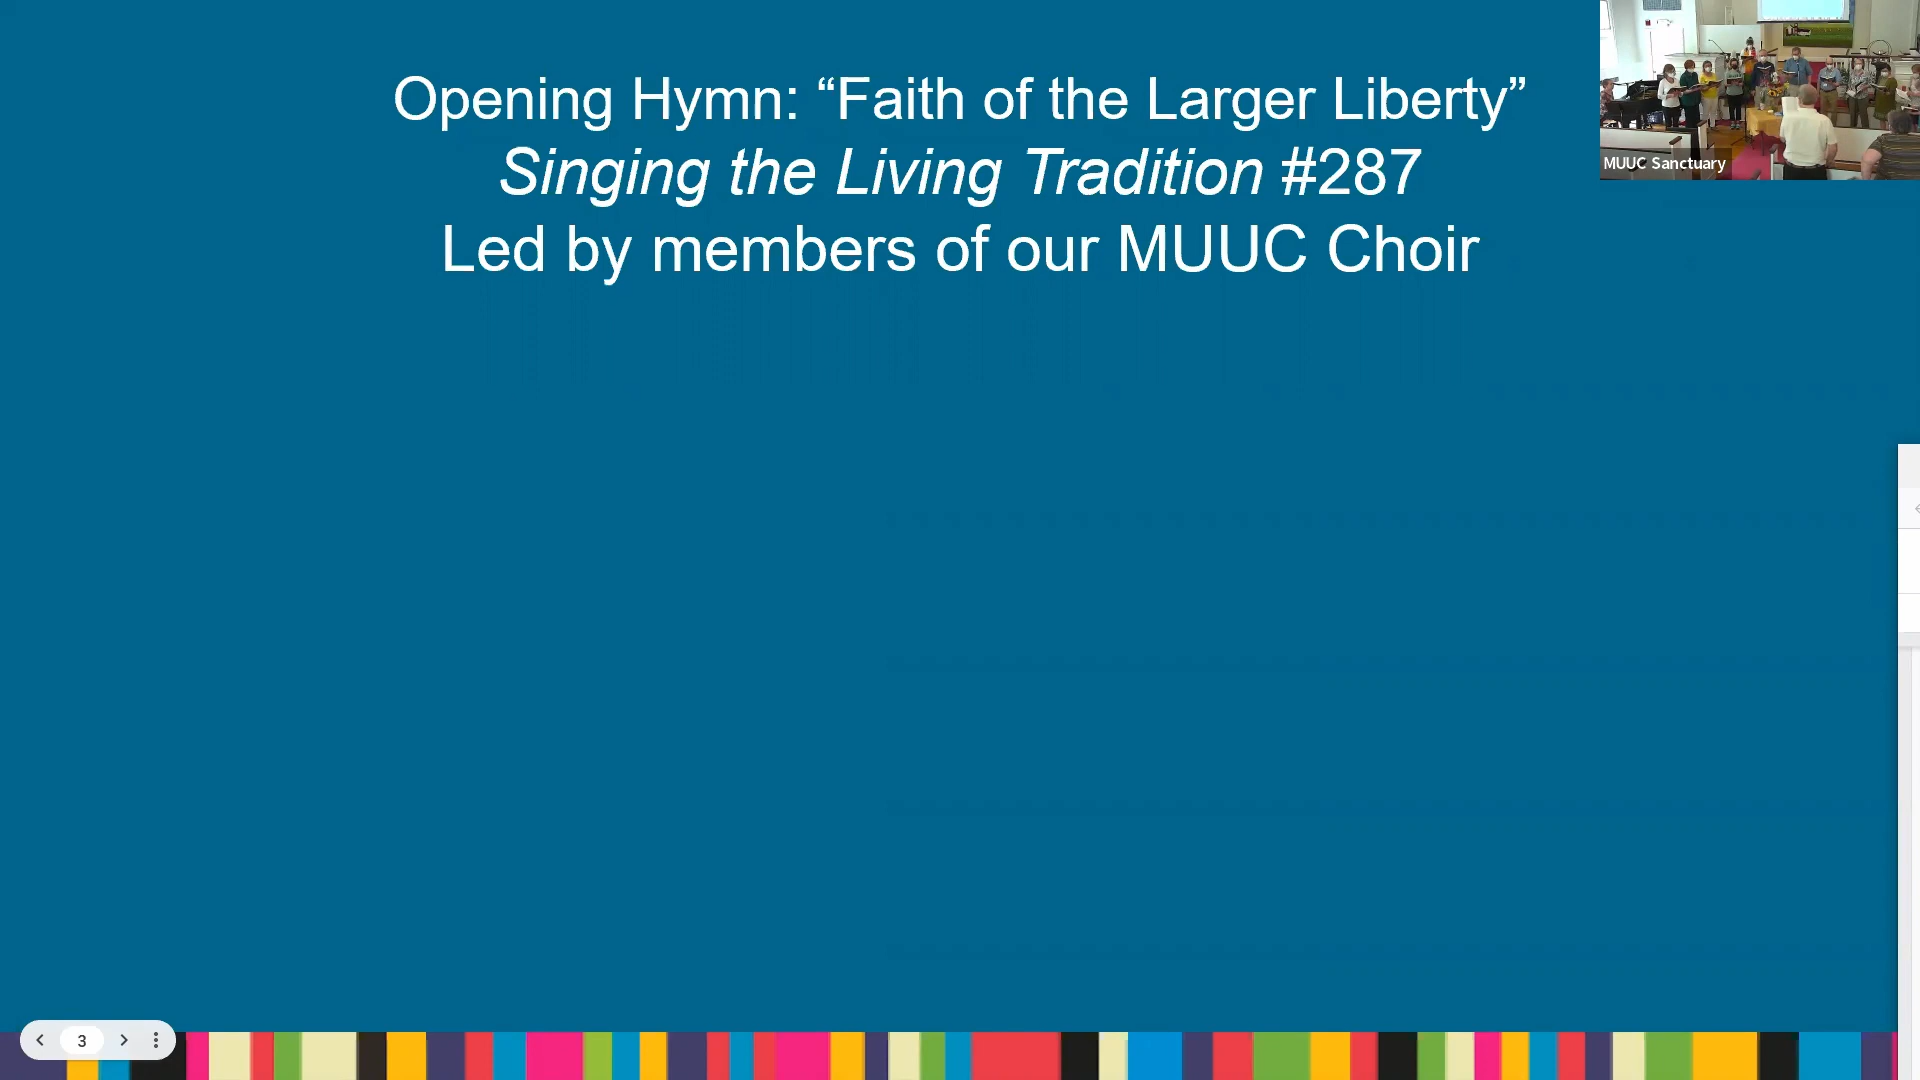 Opening Hymn: “Faith of the Larger Liberty”
Singing the Living Tradition #287
Led by members of our MUUC Choir
MUUC Sanctuary
3